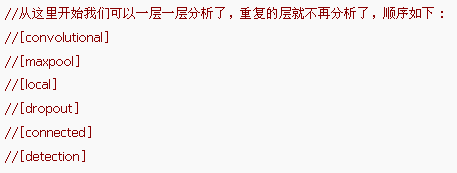 //从这里开始我们可以一层一层分析了，重复的层就不再分析了，顺序如下：
//[convolutional]
//[maxpool]
//[local]
//[dropout]
//[connected]
//[detection]